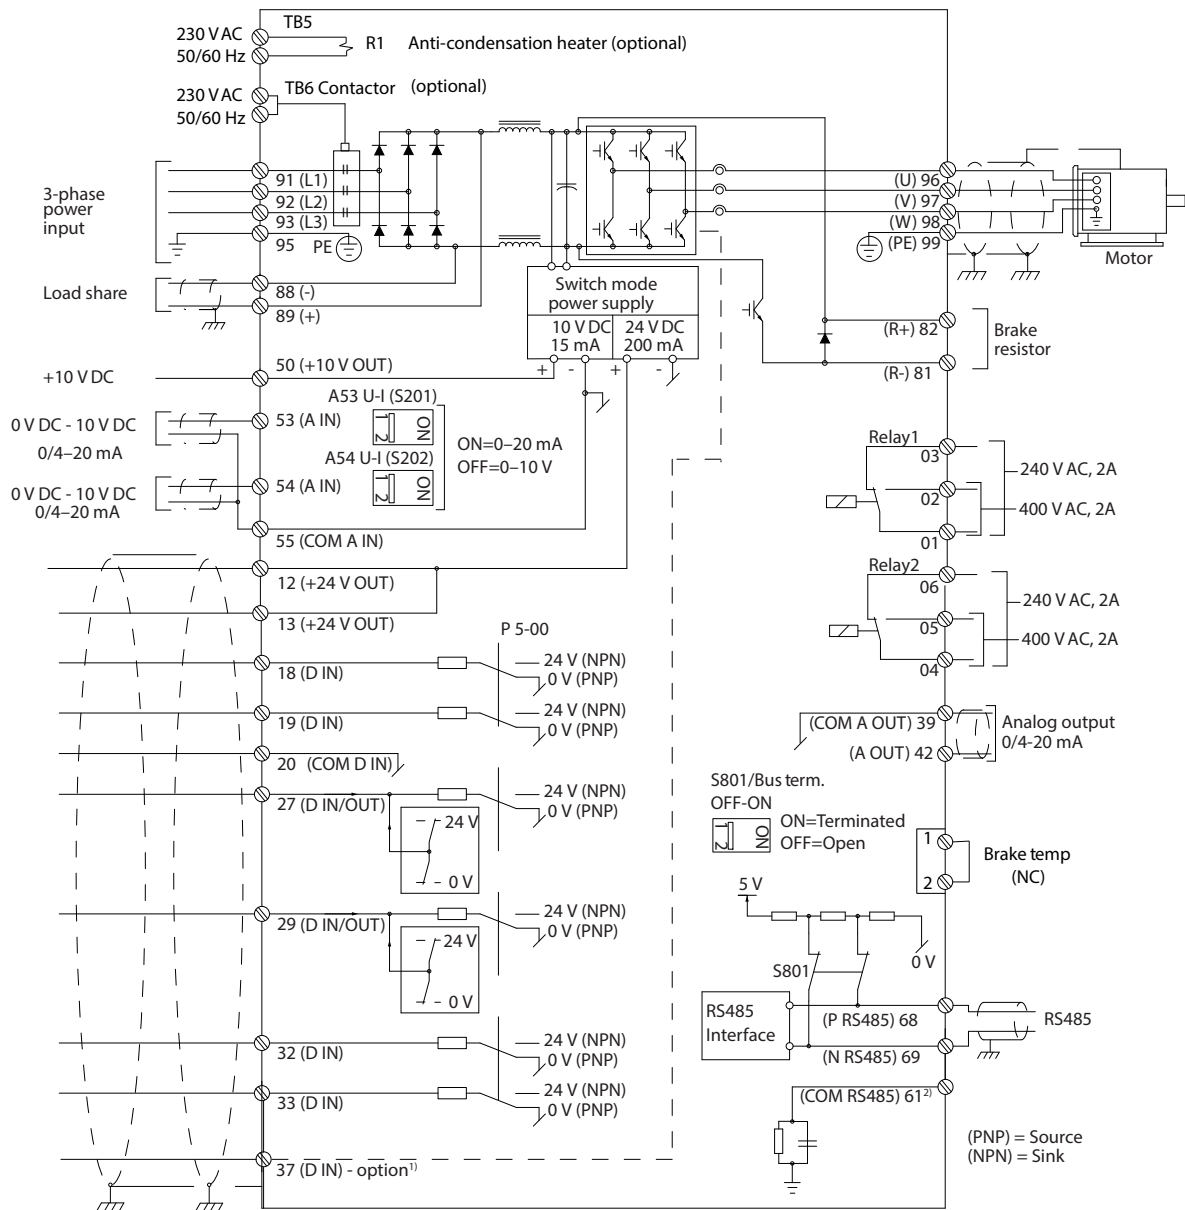 230 V AC
50/60 Hz
TB5
R1
Anti-condensation heater (optional)
230 V AC
50/60 Hz
TB6 Contactor (optional)
3-phase
power
input
91 (L1)
92 (L2)
93 (L3)
95
PE
(U) 96
(V) 97
(W) 98
(PE) 99
Motor
Load share
88 (-)
89 (+)
Switch mode
power supply
10 V DC
15 mA
24 V DC
200 mA
+
-
+
-
(R+) 82
(R-) 81
Brake
resistor
+10 V DC
50 (+10 V OUT)
0 V DC - 10 V DC
0/4–20 mA
53 (A IN)
A53 U-I (S201)
1 2
ON
A54 U-I (S202)
1 2
ON
ON=0–20 mA
OFF=0–10 V
0 V DC - 10 V DC
0/4–20 mA
54 (A IN)
55 (COM A IN)
Relay1
03
02
01
240 V AC, 2A
400 V AC, 2A
12 (+24 V OUT)
13 (+24 V OUT)
Relay2
06
05
04
240 V AC, 2A
400 V AC, 2A
P 5-00
18 (D IN)
24 V (NPN)
0 V (PNP)
19 (D IN)
24 V (NPN)
0 V (PNP)
20 (COM D IN)
27 (D IN/OUT)
24 V (NPN)
0 V (PNP)
24 V
0 V
29 (D IN/OUT)
24 V (NPN)
0 V (PNP)
24 V
0 V
32 (D IN)
24 V (NPN)
0 V (PNP)
33 (D IN)
24 V (NPN)
0 V (PNP)
37 (D IN) - option1)
(COM A OUT) 39
(A OUT) 42
Analog output
0/4-20 mA
S801/Bus term.
OFF-ON
1 2
ON
ON=Terminated
OFF=Open
1
2
Brake temp
(NC)
5 V
S801
0 V
RS485
Interface
(P RS485) 68
(N RS485) 69
RS485
(COM RS485) 612)
(PNP) = Source
(NPN) = Sink